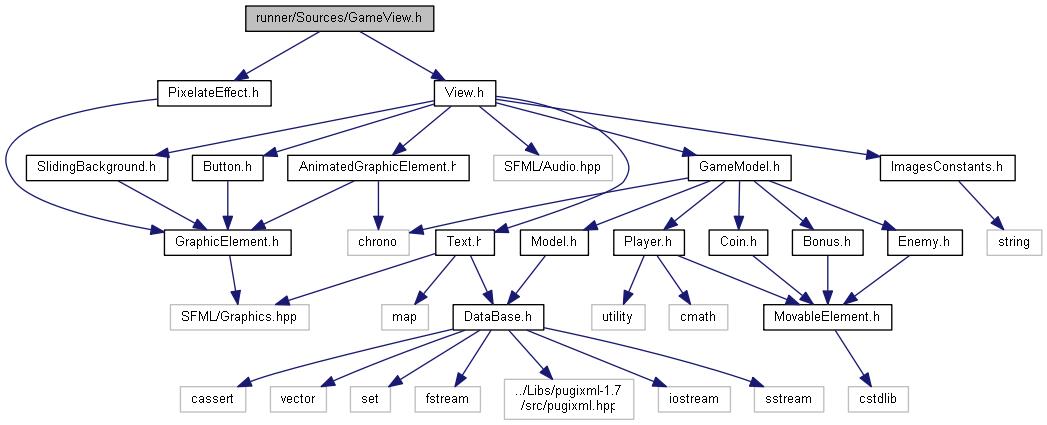 runner/Sources/GameView.h
PixelateEffect.h
View.h
SlidingBackground.h
Button.h
AnimatedGraphicElement.h
SFML/Audio.hpp
GameModel.h
ImagesConstants.h
GraphicElement.h
chrono
Text.h
Model.h
Player.h
Coin.h
Bonus.h
Enemy.h
string
SFML/Graphics.hpp
map
DataBase.h
utility
cmath
MovableElement.h
cassert
vector
set
fstream
../Libs/pugixml-1.7
/src/pugixml.hpp
iostream
sstream
cstdlib